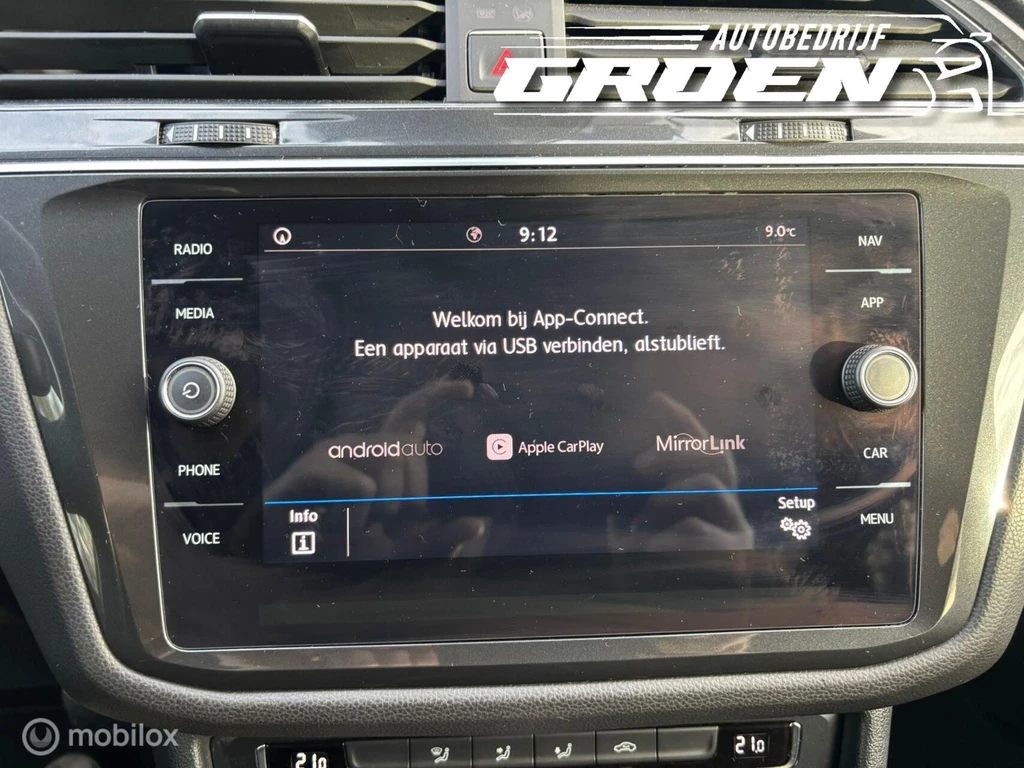 AUTOBEDRIJF
GROEN
RADIO
MEDIA
PHONE
VOICE
9:12
9.0°C
Welkom bij App-Connect.
Een apparaat via USB verbinden, alstublieft.
androidauto
Apple CarPlay
MirrorLink
Info
i
Setup
NAV
APP
CAR
MENU
21.0
21.0
mobilox